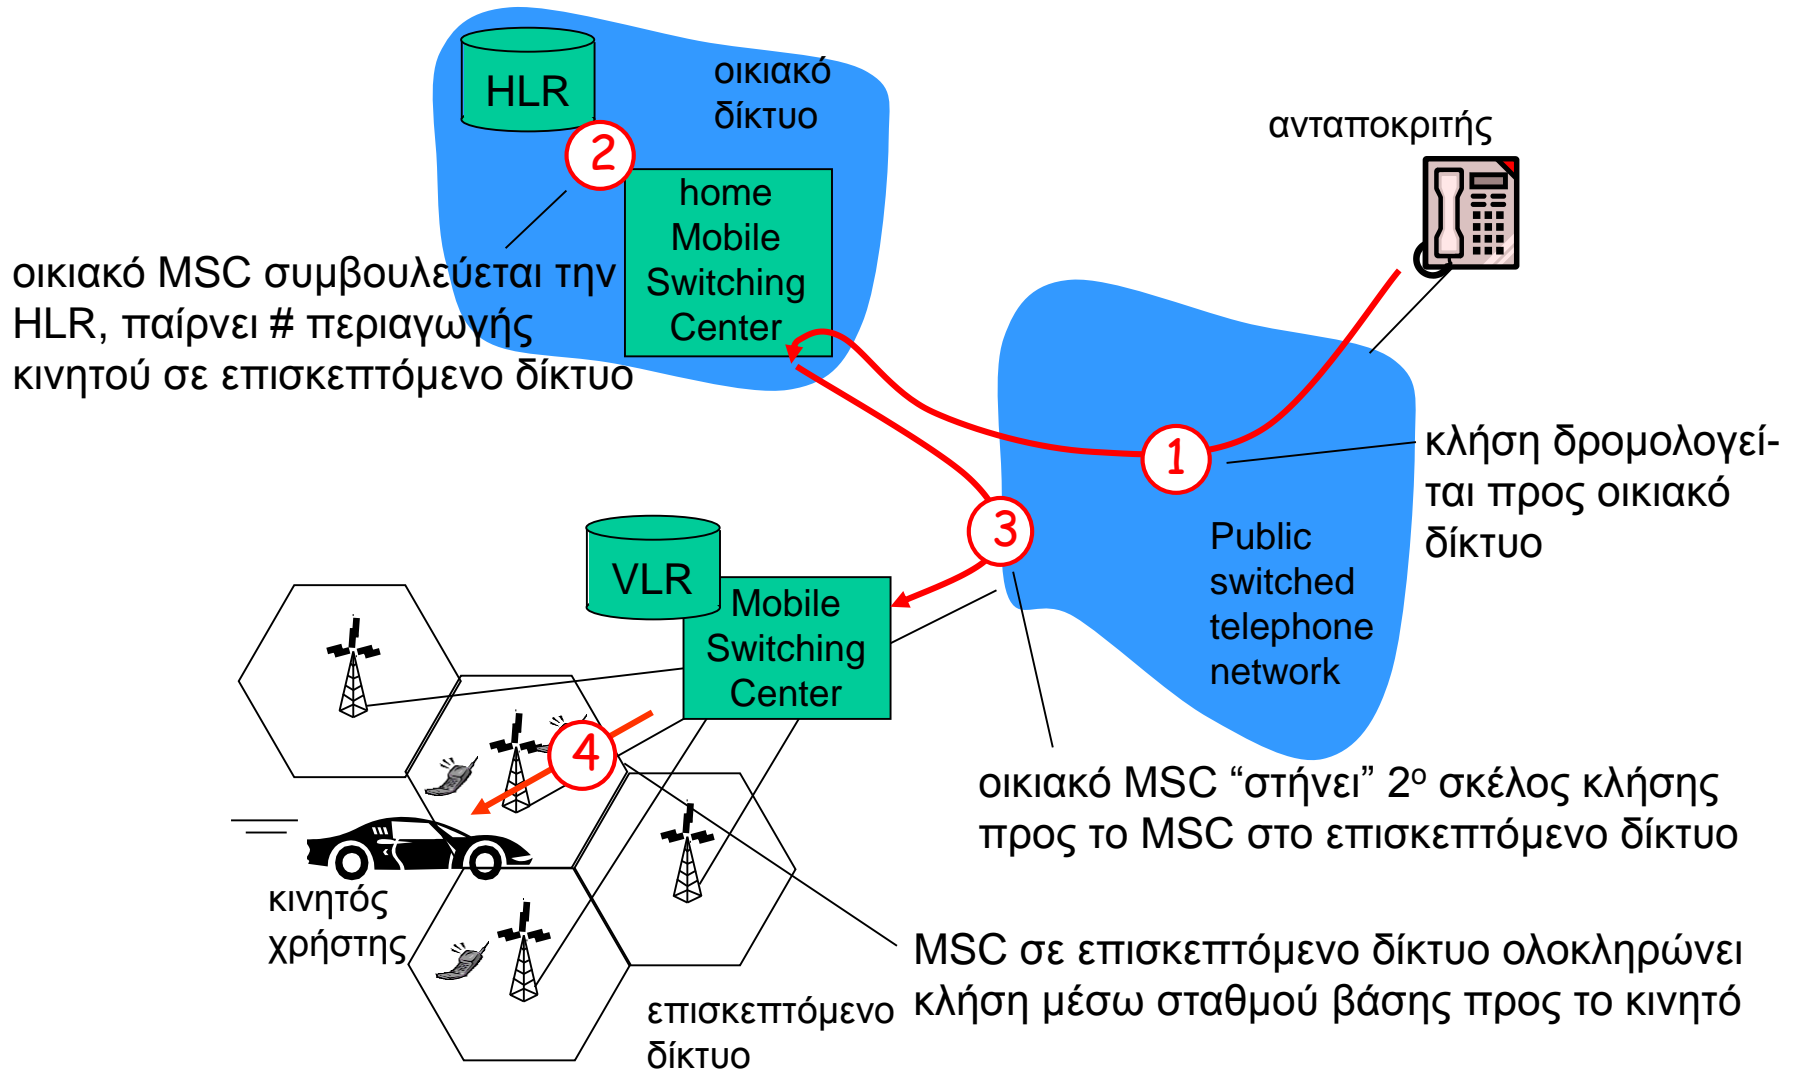 HLR
οικιακό
δίκτυο
2
home
Mobile
Switching
Center
ανταποκριτής
οικιακό MSC συμβουλεύεται την
HLR, παίρνει # περιαγωγής
κινητού σε επισκεπτόμενο δίκτυο
1
κλήση δρομολογεί-
ται προς οικιακό
δίκτυο
3
Public
switched
telephone
network
VLR
Mobile
Switching
Center
4
οικιακό MSC “στήνει” 2ο σκέλος κλήσης
προς το MSC στο επισκεπτόμενο δίκτυο
κινητός
χρήστης
MSC σε επισκεπτόμενο δίκτυο ολοκληρώνει
κλήση μέσω σταθμού βάσης προς το κινητό
επισκεπτόμενο
δίκτυο